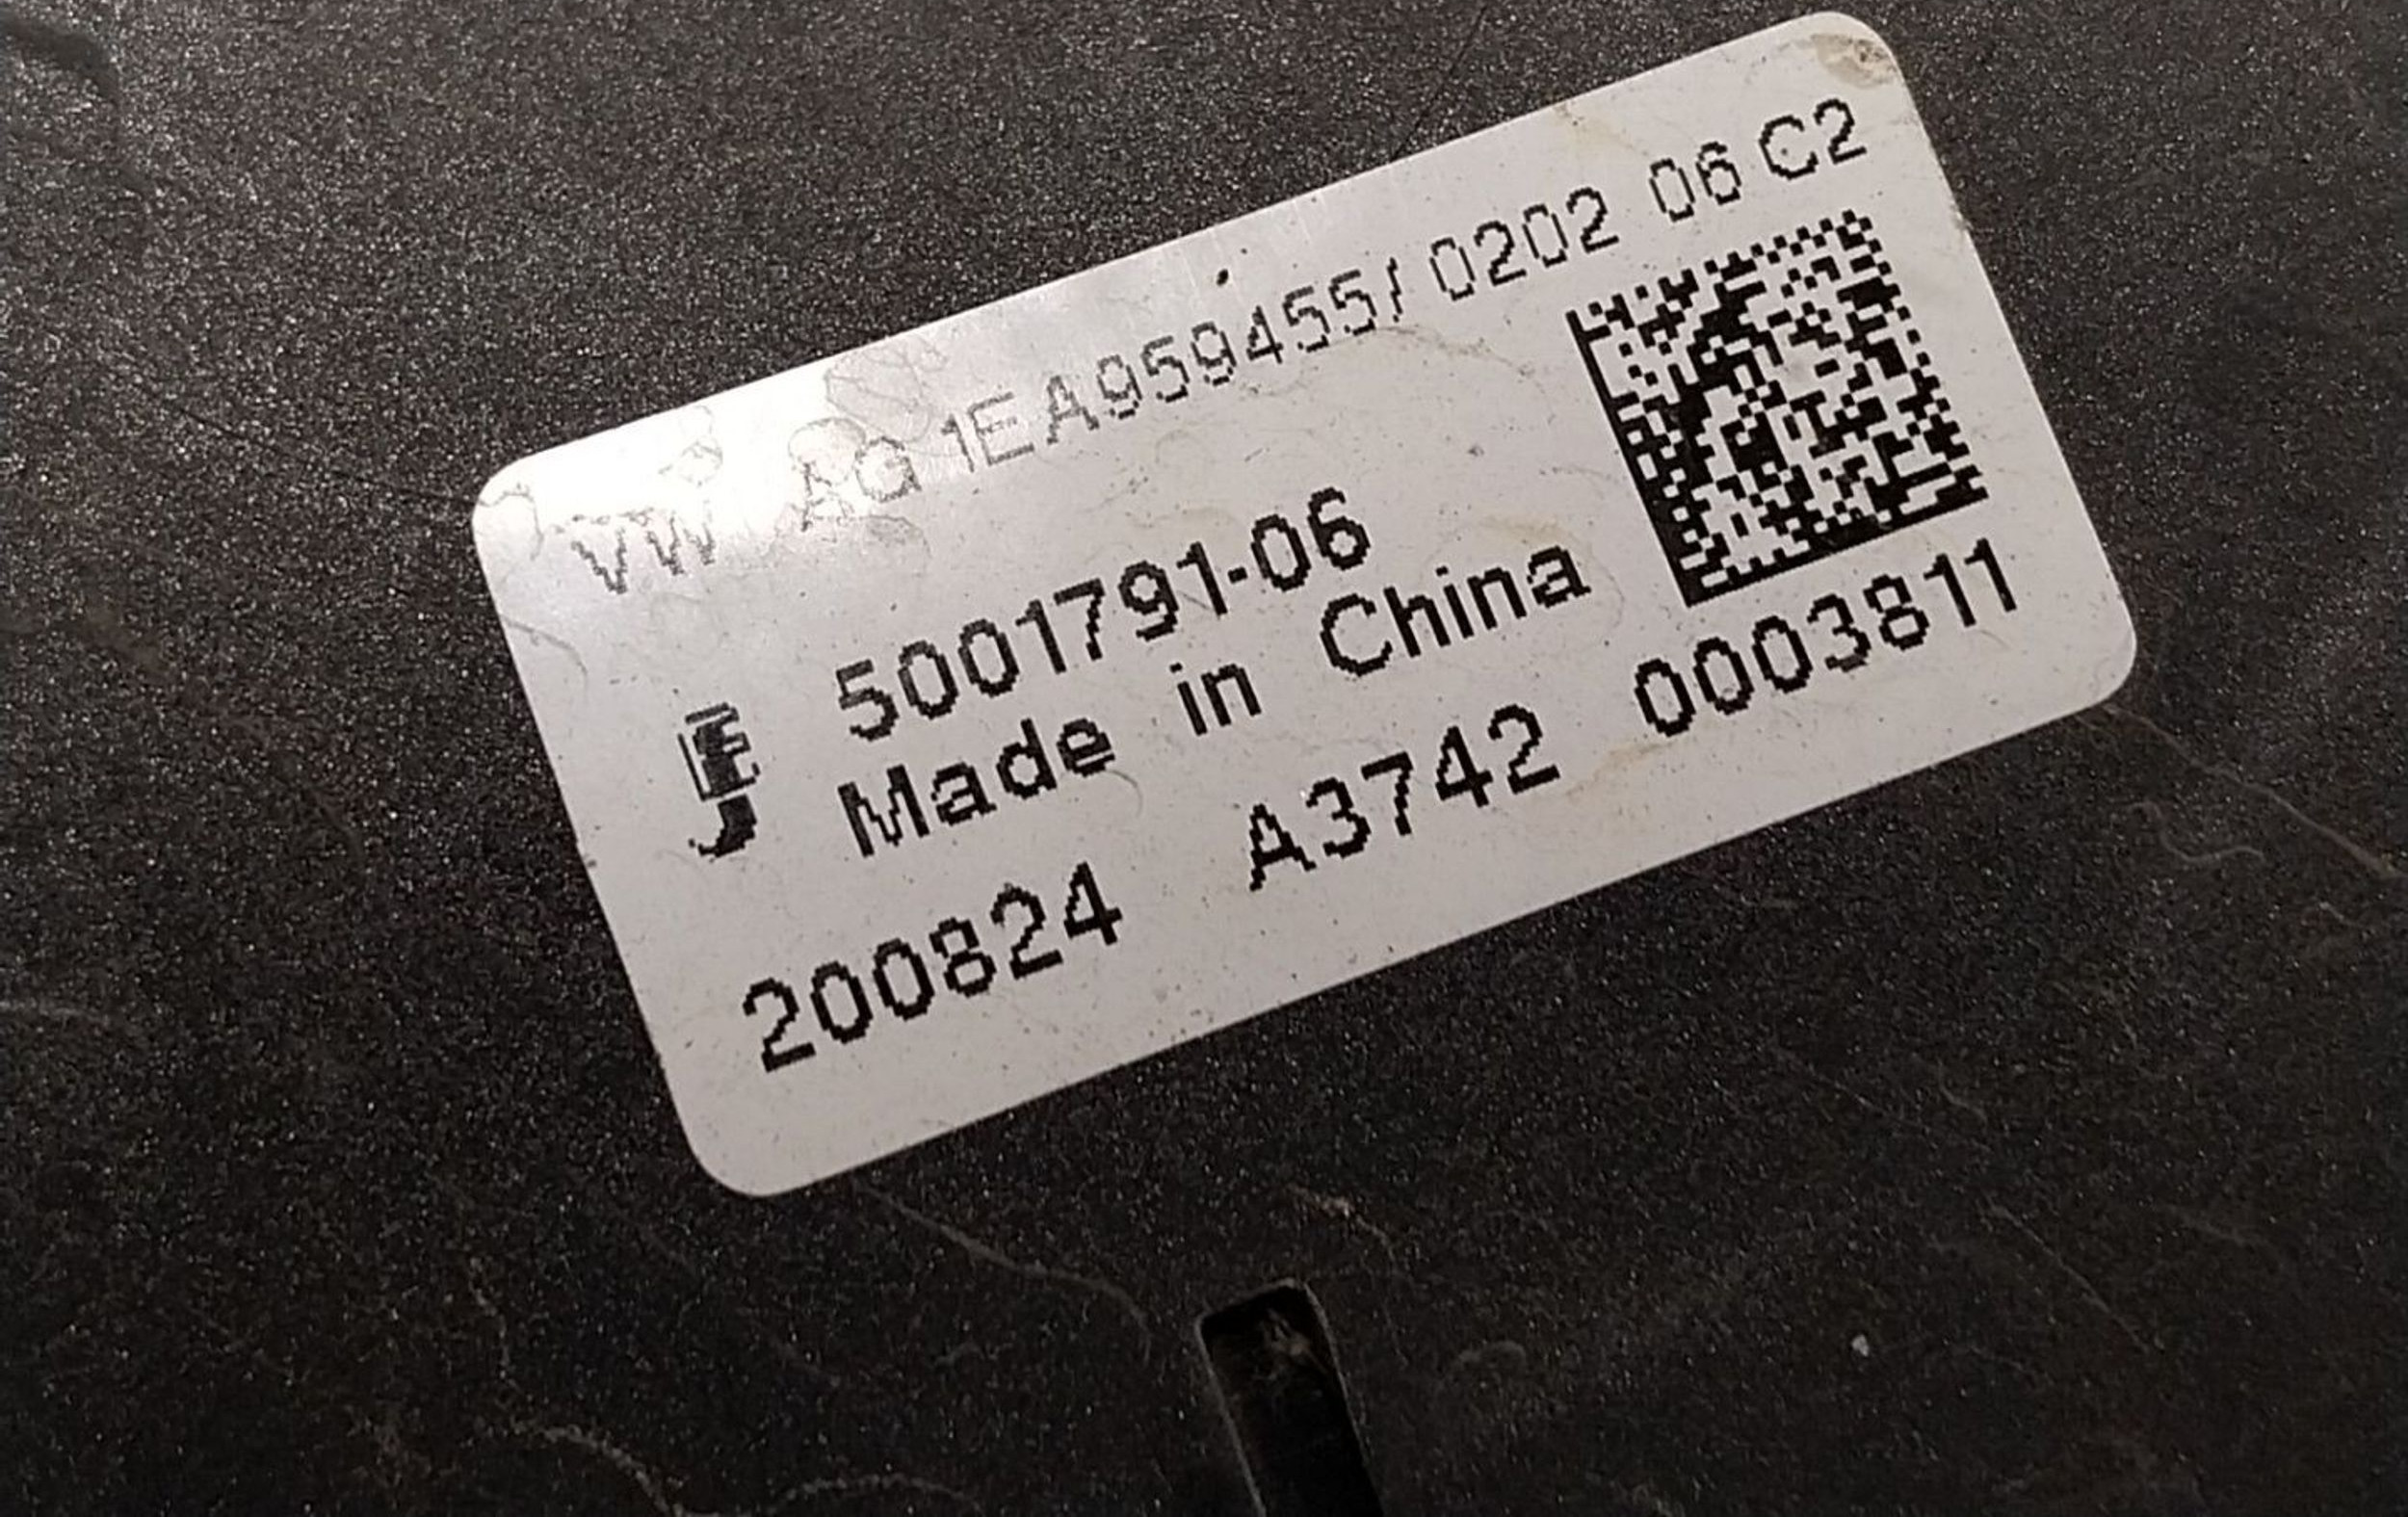 VW AG 1EA959455/ 0202 06 C2
5001791-06
Made in China
200824 A3742 0003811